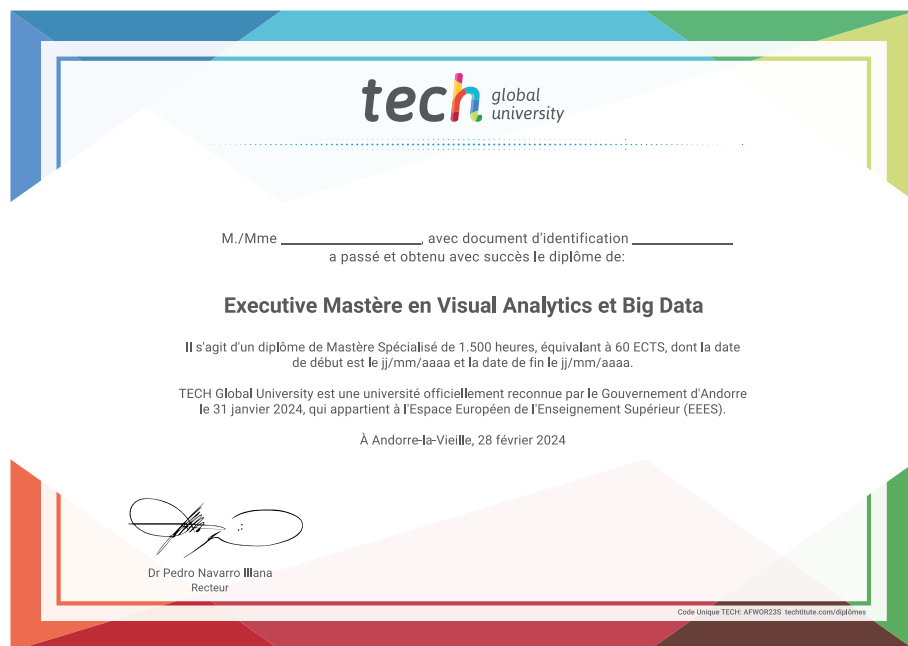 tech global university
M./Mme ____________________, avec document d'identification ______________
a passé et obtenu avec succès le diplôme de:
Executive Mastère en Visual Analytics et Big Data
Il s'agit d'un diplôme de Mastère Spécialisé de 1.500 heures, équivalant à 60 ECTS, dont la date
de début est le jj/mm/aaaa et la date de fin le jj/mm/aaaa.
TECH Global University est une université officiellement reconnue par le Gouvernement d'Andorre
le 31 janvier 2024, qui appartient à l'Espace Européen de l'Enseignement Supérieur (EEES).
À Andorre-la-Vieille, 28 février 2024
Dr Pedro Navarro Illana
Recteur
Code Unique TECH: AFWOR23S techtitute.com/diplômes